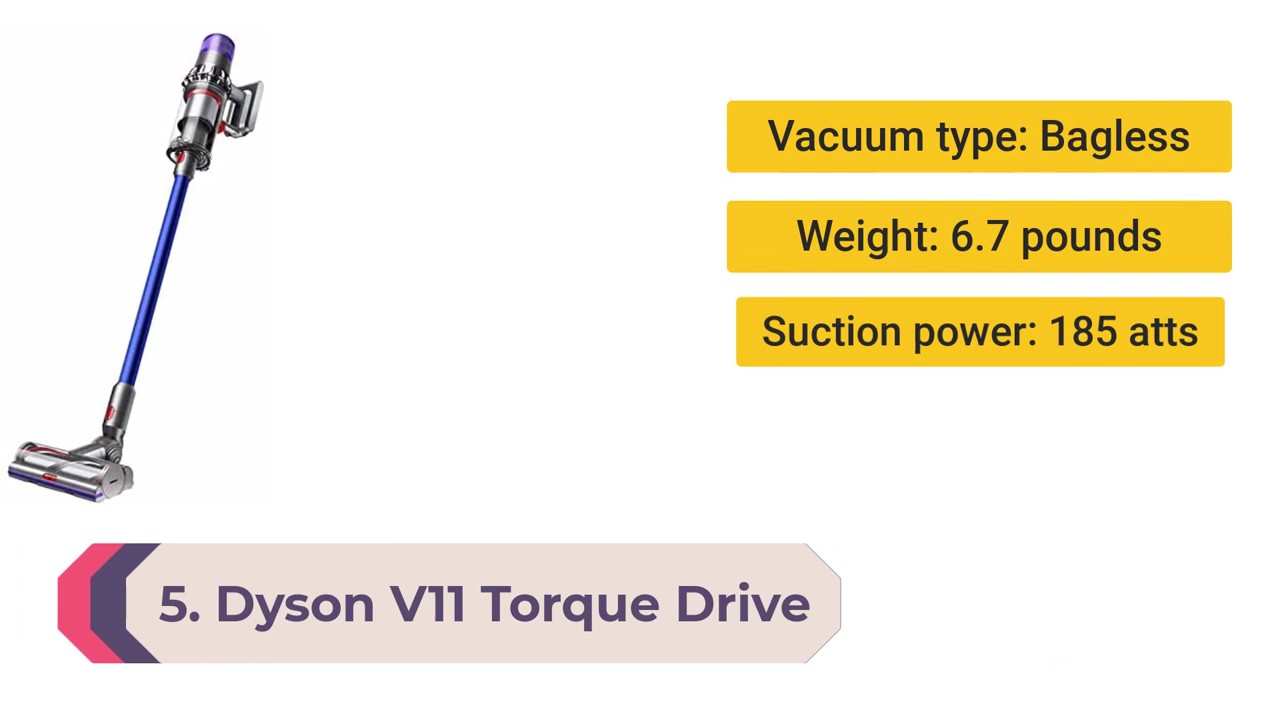 Vacuum type: Bagless
Weight: 6.7 pounds
Suction power: 185 atts
5. Dyson V11 Torque Drive